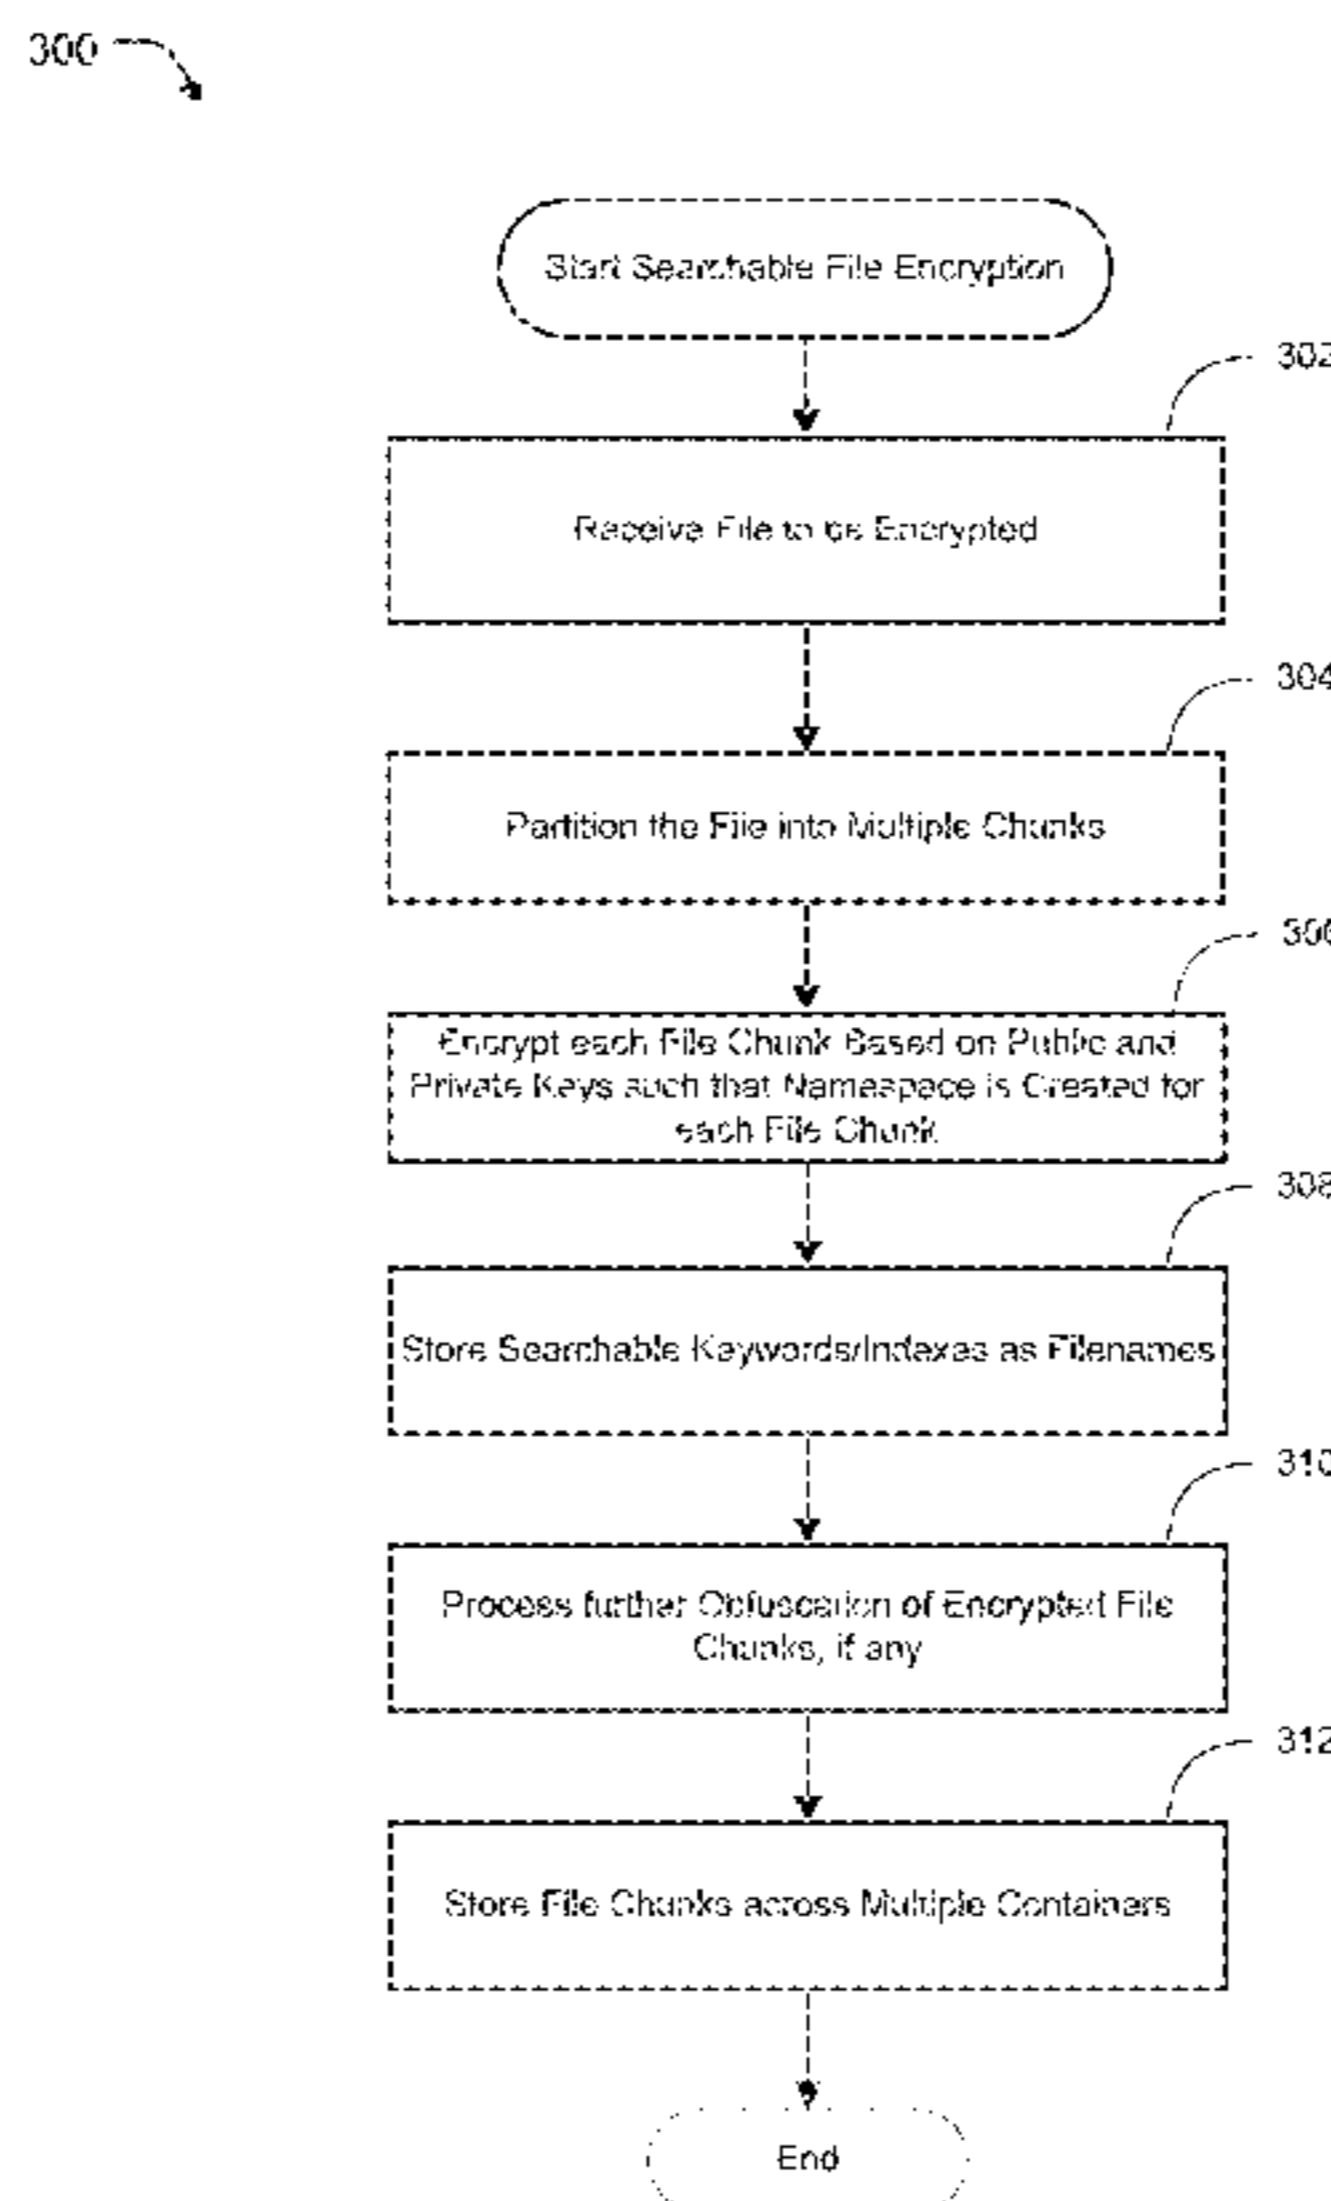 300
Start Searchable File Encryption
302
Receive File to be Encrypted
304
Partition the File into Multiple Chunks
306
Encrypt each File Chunk Based on Public and
Private Keys such that Namespace is Created for
each File Chunk
308
Store Searchable Keywords/Indexes as Filenames
310
Process further Obfuscation of Encrypted File
Chunks, if any
312
Store File Chunks across Multiple Containers
End